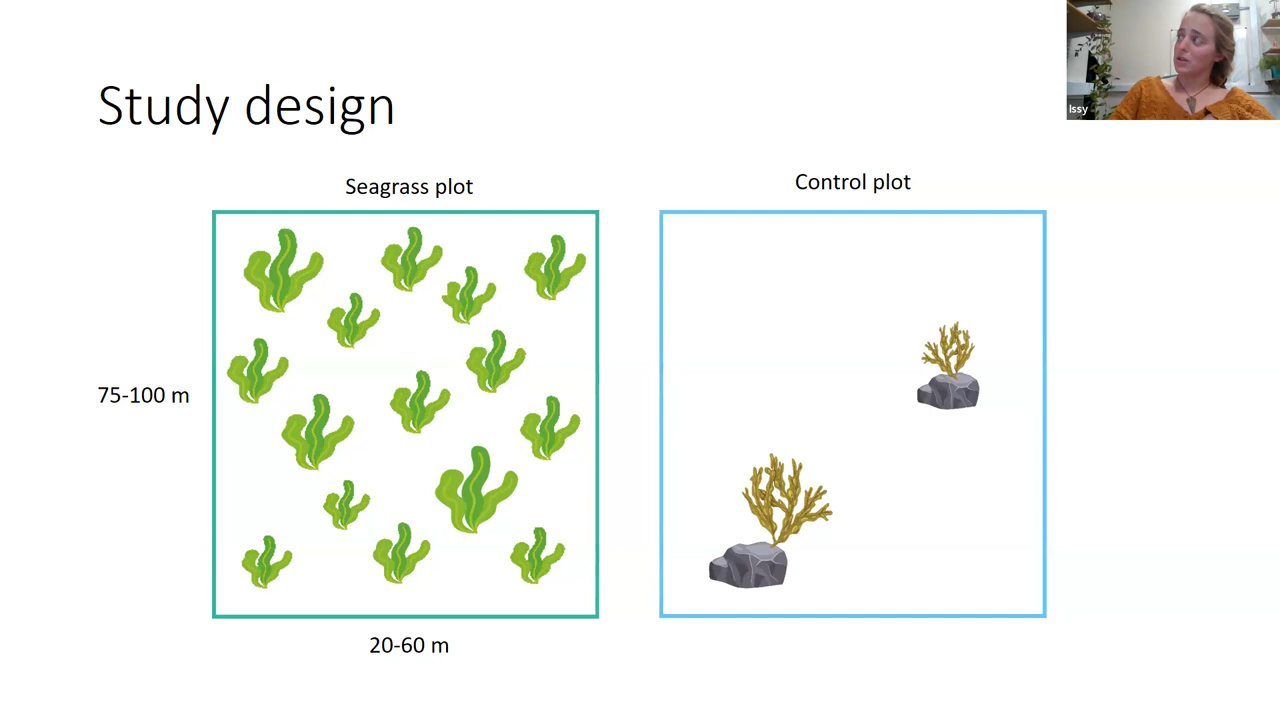 Issy
Study design
Seagrass plot
Control plot
75-100 m
20-60 m